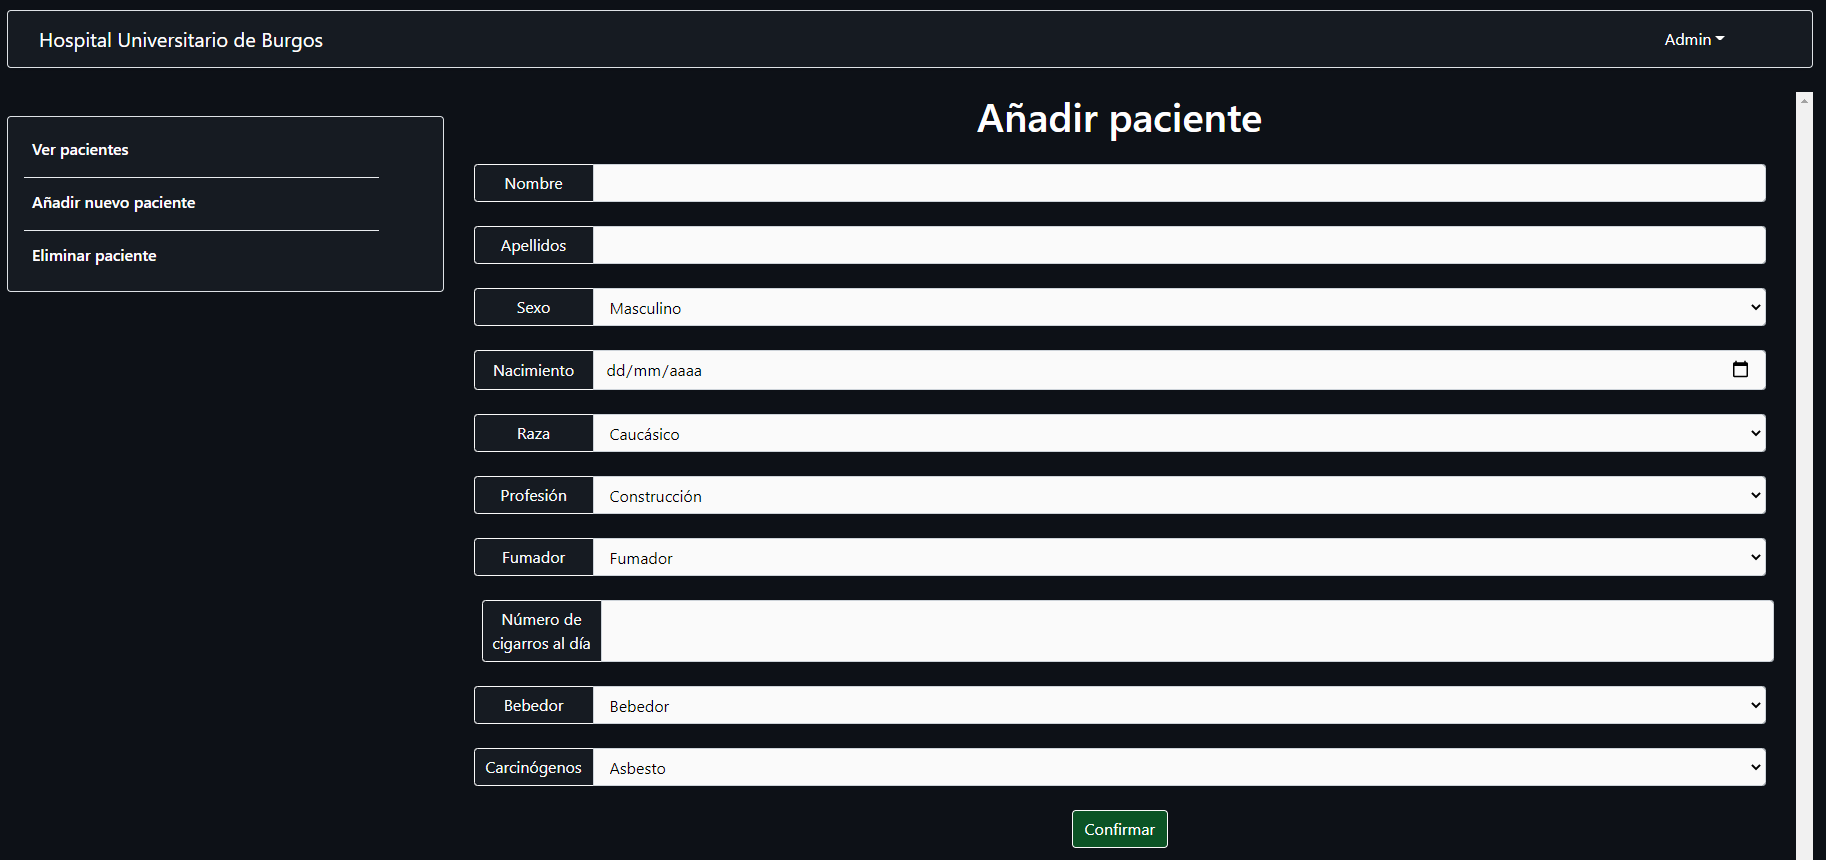 Hospital Universitario de Burgos
Admin
Ver pacientes
Añadir nuevo paciente
Eliminar paciente
Añadir paciente
Nombre
Apellidos
Sexo Masculino
Nacimiento dd/mm/aaaa
Raza Caucásico
Profesión Construcción
Fumador Fumador
Número de
cigarros al día
Bebedor Bebedor
Carcinógenos Asbesto
Confirmar